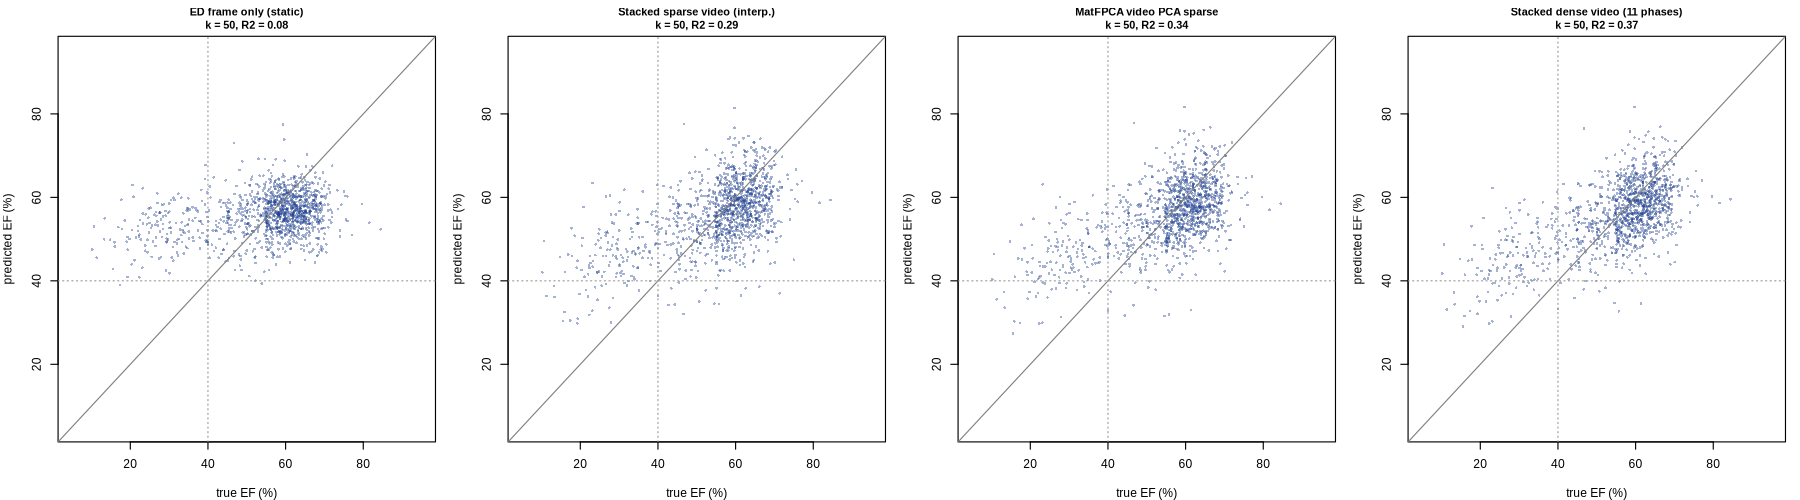 ED frame only (static)
k = 50, R2 = 0.08
predicted EF (%)
80
60
40
20
20 40 60 80
true EF (%)
Stacked sparse video (interp.)
k = 50, R2 = 0.29
predicted EF (%)
80
60
40
20
20 40 60 80
true EF (%)
MatFPCA video PCA sparse
k = 50, R2 = 0.34
predicted EF (%)
80
60
40
20
20 40 60 80
true EF (%)
Stacked dense video (11 phases)
k = 50, R2 = 0.37
predicted EF (%)
80
60
40
20
20 40 60 80
true EF (%)